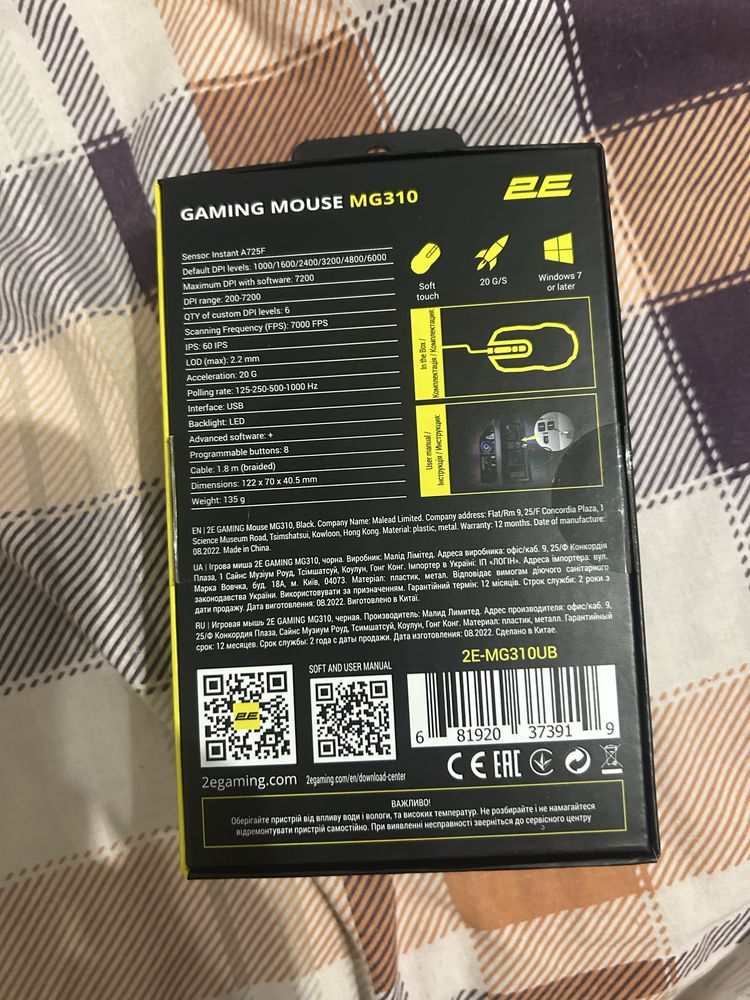 GAMING MOUSE MG310
2E
Sensor: Instant A725F
Default DPI levels: 1000/1600/2400/3200/4800/6000
Maximum DPI with software: 7200
DPI range: 200-7200
QTY of custom DPI levels: 6
Scanning Frequency (FPS): 7000 FPS
IPS: 60 IPS
LOD (max): 2.2 mm
Acceleration: 20 G
Polling rate: 125-250-500-1000 Hz
Interface: USB
Backlight: LED
Advanced software: +
Programmable buttons: 8
Cable: 1.8 m (braided)
Dimensions: 122 x 70 x 40.5 mm
Weight: 135 g
Soft
touch
20 G/S
Windows 7
or later
In the Box /
Комплектація / Комплектация:
User manual /
Інструкція / Инструкция:
EN | 2E GAMING Mouse MG310, Black. Company Name: Malead Limited. Company address: Flat/Rm 9, 25/F Concordia Plaza, 1
Science Museum Road, Tsimshatsui, Kowloon, Hong Kong. Material: plastic, metal. Warranty: 12 months. Date of manufacture:
08.2022. Made in China.
UA | Ігрова миша 2E GAMING MG310, чорна. Виробник: Малід Лімітед. Адреса виробника: офіс/каб. 9, 25/Ф Конкордія
Плаза, 1 Сайнс Музіум Роуд, Тсімшатсуі, Коулун, Гонг Конг. Імпортер в Україні: ІП «ЛОГІН» Адреса імпортера: вул.
Марка Вовчка, буд. 18А, м. Київ, 04073. Матеріал: пластик, метал. Відповідає вимогам діючого санітарного
законодавства України. Використовувати за призначенням. Гарантійний термін: 12 місяців. Строк служби: 2 роки з
дати продажу. Дата виготовлення: 08.2022. Виготовлено в Китаї.
RU | Игровая мышь 2E GAMING MG310, черная. Производитель: Малид Лимитед. Адрес производителя: офис/каб. 9,
25/Ф Конкордия Плаза, Сайнс Музиум Роуд, Тсимшатсуи, Коулун, Гонг Конг. Материал: пластик, металл. Гарантийный
срок: 12 месяцев. Срок службы: 2 года с даты продажи. Дата изготовления: 08.2022. Сделано в Китае.
2E-MG310UB
SOFT AND USER MANUAL
2E
6 81920 37391 9
2egaming.com
2egaming.com/en/download-center
CE EAC
ВАЖЛИВО!
Оберігайте пристрій від впливу води і вологи, та високих температур. Не розбирайте і не намагайтеся
відремонтувати пристрій самостійно. При виявленні несправності зверніться до сервісного центру